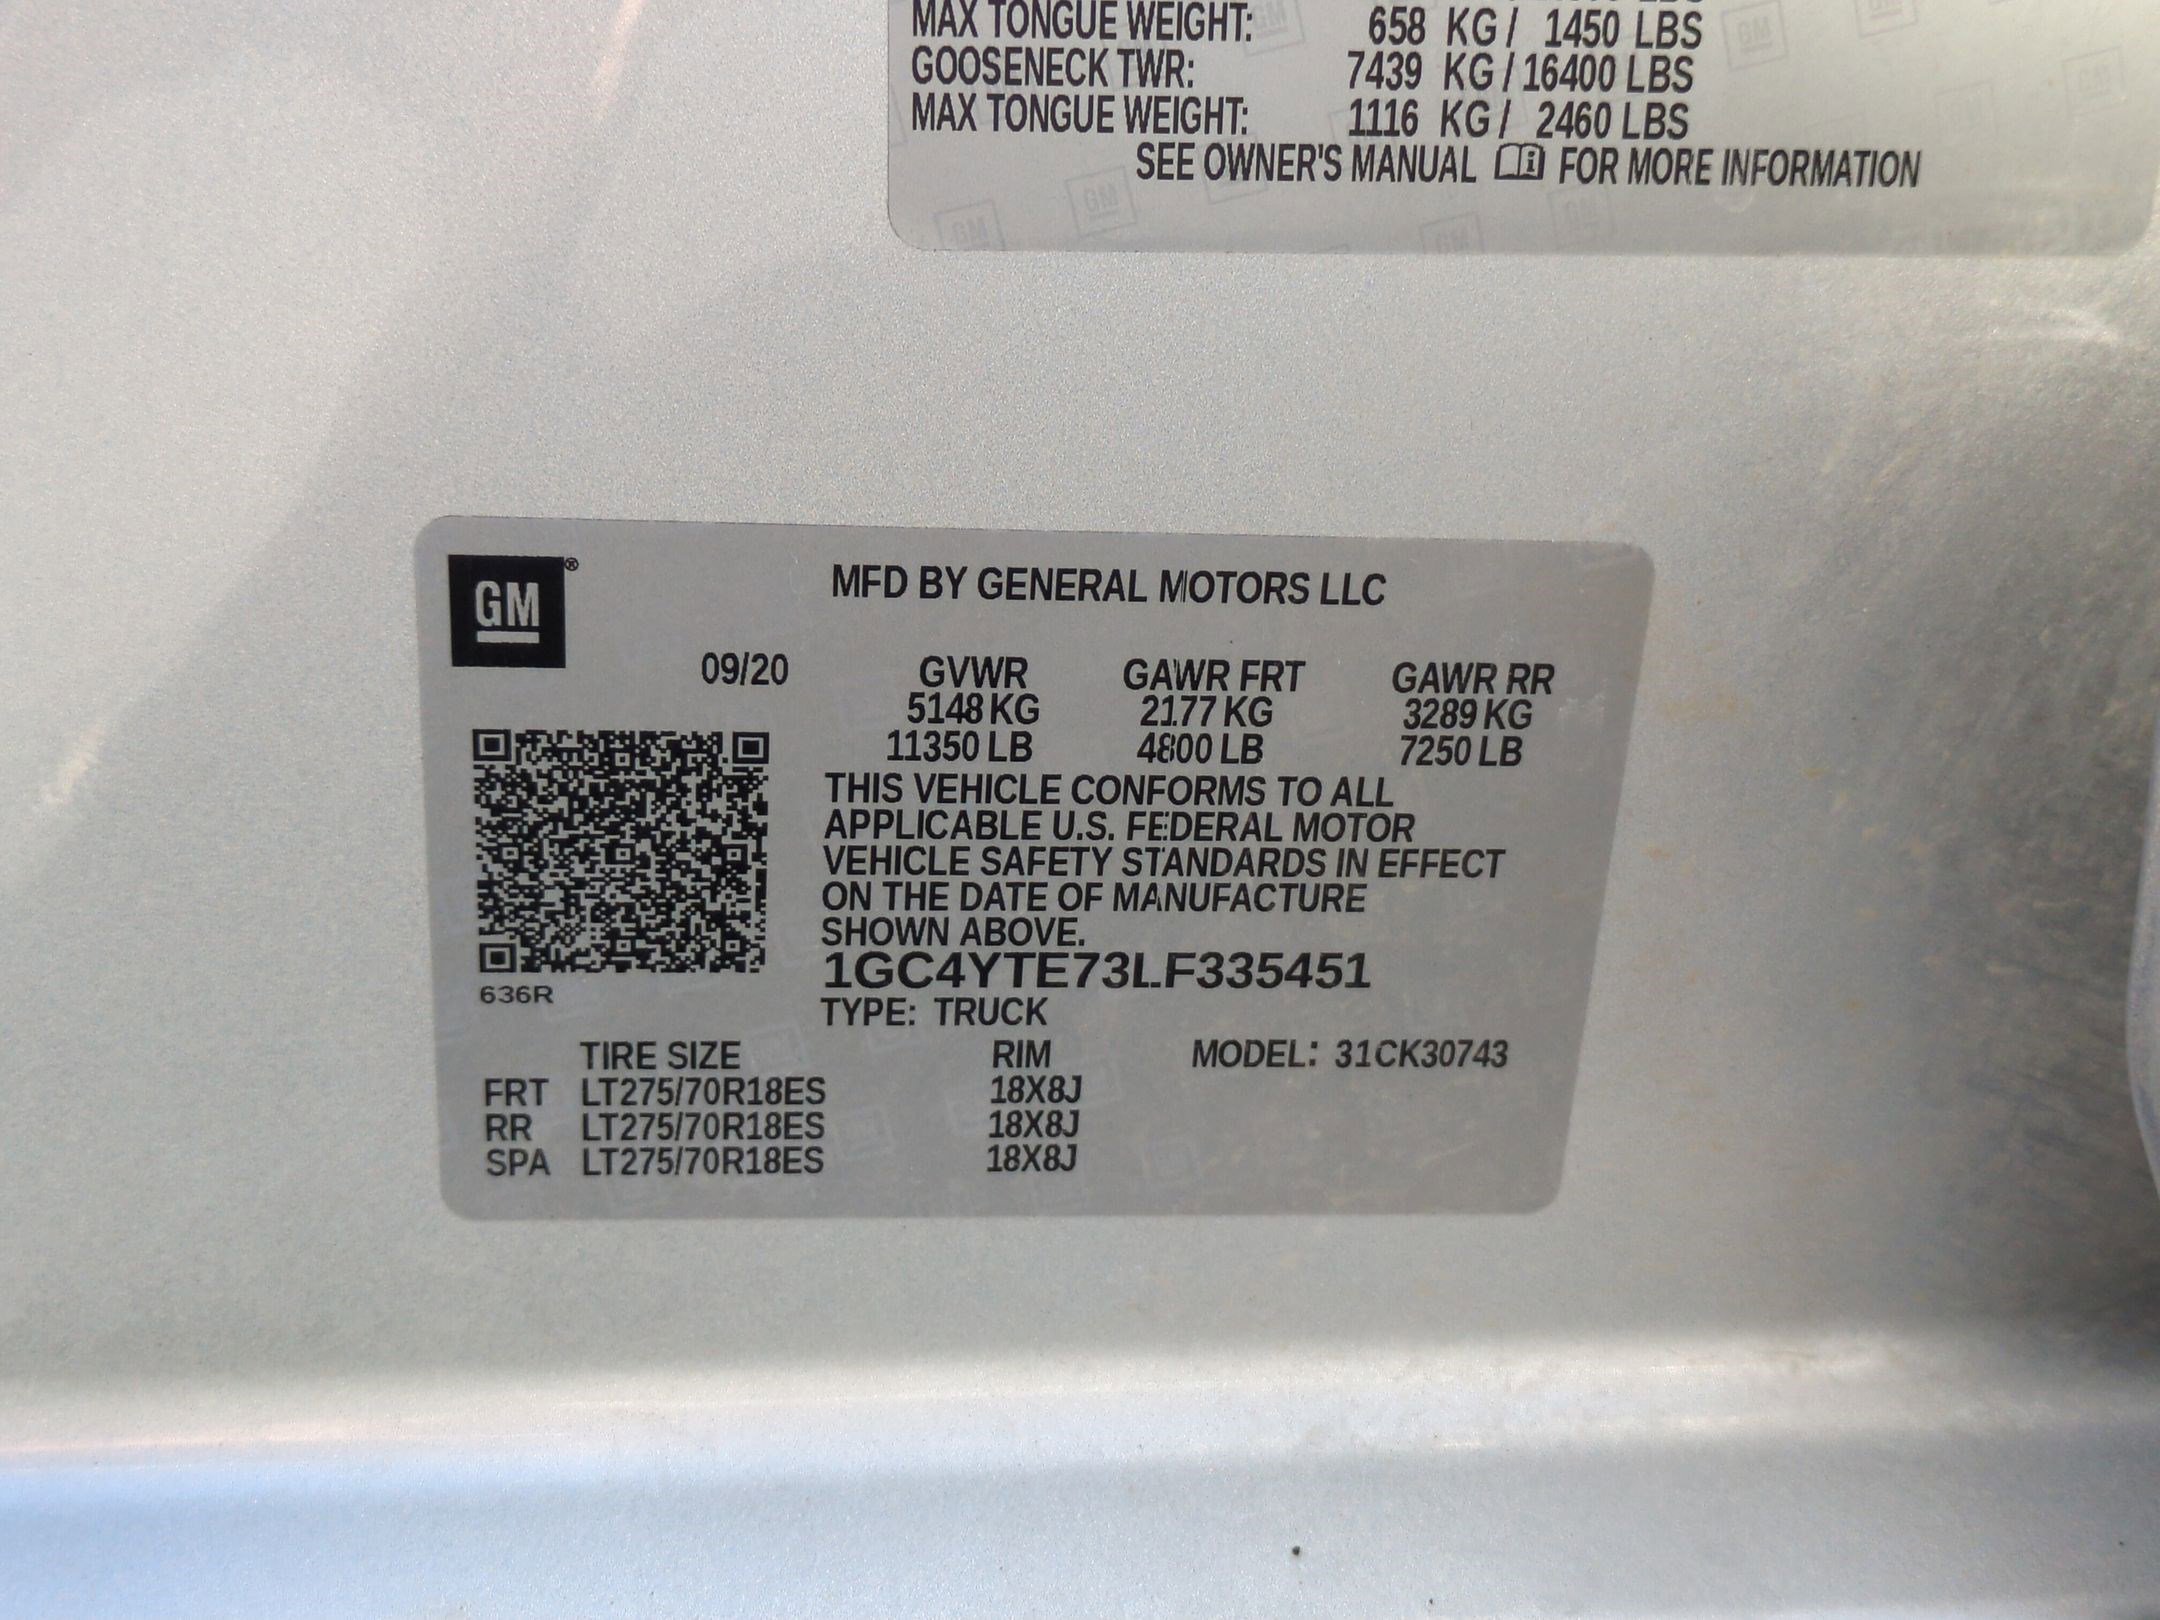 MAX TONGUE WEIGHT: 658 KG / 1450 LBS
GOOSENECK TWR: 7439 KG / 16400 LBS
MAX TONGUE WEIGHT: 1116 KG / 2460 LBS
SEE OWNER'S MANUAL FOR MORE INFORMATION
GM®
MFD BY GENERAL MOTORS LLC
09/20 GVWR GAWR FRT GAWR RR
5148 KG 2177 KG 3289 KG
11350 LB 4800 LB 7250 LB
THIS VEHICLE CONFORMS TO ALL
APPLICABLE U.S. FEDERAL MOTOR
VEHICLE SAFETY STANDARDS IN EFFECT
ON THE DATE OF MANUFACTURE
SHOWN ABOVE.
1GC4YTE73LF335451
636R
TYPE: TRUCK
TIRE SIZE RIM MODEL: 31CK30743
FRT LT275/70R18ES 18X8J
RR LT275/70R18ES 18X8J
SPA LT275/70R18ES 18X8J